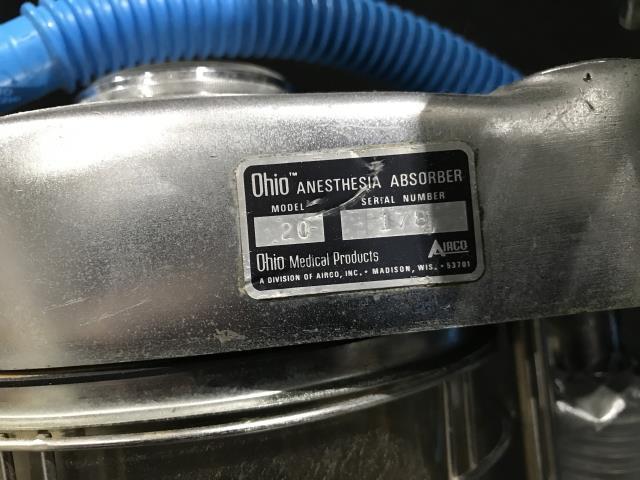 Ohio™ ANESTHESIA ABSORBER
MODEL SERIAL NUMBER
20 178
Ohio Medical Products AIRCO
A DIVISION OF AIRCO, INC. • MADISON, WIS. • 53701